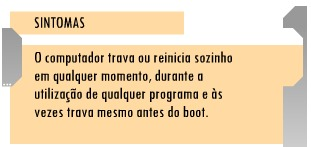 SINTOMAS
O computador trava ou reinicia sozinho
em qualquer momento, durante a
utilização de qualquer programa e às
vezes trava mesmo antes do boot.